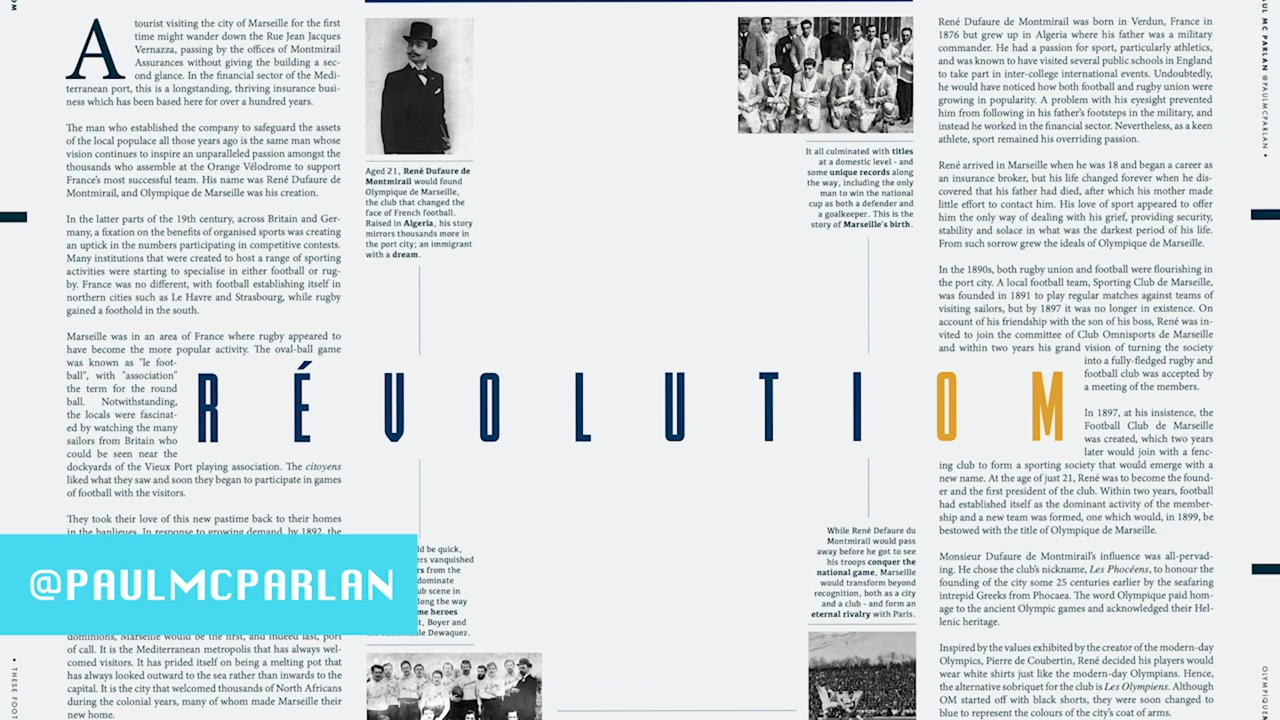 A tourist visiting the city of Marseille for the first
time might wander down the Rue Jean Jacques
Vernazza, passing by the offices of Montmirail
Assurances without giving the building a sec-
ond glance. In the financial sector of the Medi-
terranean port, this is a longstanding, thriving insurance busi-
ness which has been based here for over a hundred years.
The man who established the company to safeguard the assets
of the local populace all those years ago is the same man whose
vision continues to inspire an unparalleled passion amongst the
thousands who assemble at the Orange Vélodrome to support
France's most successful team. His name was René Dufaure de
Montmirail, and Olympique de Marseille was his creation.
In the latter parts of the 19th century, across Britain and Ger-
many, a fixation on the benefits of organised sports was creating
an uptick in the numbers participating in competitive contests.
Many institutions that were created to host a range of sporting
activities were starting to specialise in either football or rug-
by. France was no different, with football establishing itself in
northern cities such as Le Havre and Strasbourg, while rugby
gained a foothold in the south.
Marseille was in an area of France where rugby appeared to
have become the more popular activity. The oval-ball game
was known as "le foot-
ball", with "association"
the term for the round
ball. Notwithstanding,
the locals were fascinat-
ed by watching the many
sailors from Britain who
could be seen near the
dockyards of the Vieux Port playing association. The citoyens
liked what they saw and soon they began to participate in games
of football with the visitors.
They took their love of this new pastime back to their homes
in the banlieues. In response to growing demand, by 1892, the
dominions, Marseille would be the first, and indeed last, port
of call. It is the Mediterranean metropolis that has always wel-
comed visitors. It has prided itself on being a melting pot that
has always looked outward to the sea rather than inwards to the
capital. It is the city that welcomed thousands of North Africans
during the colonial years, many of whom made Marseille their
new home.
Aged 21, René Dufaure de
Montmirail would found
Olympique de Marseille,
the club that changed the
face of French football.
Raised in Algeria, his story
mirrors thousands more in
the port city; an immigrant
with a dream.
It all culminated with titles
at a domestic level - and
some unique records along
the way, including the only
man to win the national
cup as both a defender and
a goalkeeper. This is the
story of Marseille's birth.
RÉVOLUTIOM
ld be quick,
rs vanquished
rs from the
dominate
ub scene in
long the way
me heroes
t, Boyer and
Dewaquez.
While René Defaure du
Montmirail would pass
away before he got to see
his troops conquer the
national game, Marseille
would transform beyond
recognition, both as a city
and a club - and form an
eternal rivalry with Paris.
René Dufaure de Montmirail was born in Verdun, France in
1876 but grew up in Algeria where his father was a military
commander. He had a passion for sport, particularly athletics,
and was known to have visited several public schools in England
to take part in inter-college international events. Undoubtedly,
he would have noticed how both football and rugby union were
growing in popularity. A problem with his eyesight prevented
him from following in his father's footsteps in the military, and
instead he worked in the financial sector. Nevertheless, as a keen
athlete, sport remained his overriding passion.
René arrived in Marseille when he was 18 and began a career as
an insurance broker, but his life changed forever when he dis-
covered that his father had died, after which his mother made
little effort to contact him. His love of sport appeared to offer
him the only way of dealing with his grief, providing security,
stability and solace in what was the darkest period of his life.
From such sorrow grew the ideals of Olympique de Marseille.
In the 1890s, both rugby union and football were flourishing in
the port city. A local football team, Sporting Club de Marseille,
was founded in 1891 to play regular matches against teams of
visiting sailors, but by 1897 it was no longer in existence. On
account of his friendship with the son of his boss, René was in-
vited to join the committee of Club Omnisports de Marseille
and within two years his grand vision of turning the society
into a fully-fledged rugby and
football club was accepted by
a meeting of the members.
In 1897, at his insistence, the
Football Club de Marseille
was created, which two years
later would join with a fenc-
ing club to form a sporting society that would emerge with a
new name. At the age of just 21, René was to become the found-
er and the first president of the club. Within two years, football
had established itself as the dominant activity of the member-
ship and a new team was formed, one which would, in 1899, be
bestowed with the title of Olympique de Marseille.
Monsieur Dufaure de Montmirail's influence was all-pervad-
ing. He chose the club's nickname, Les Phocéens, to honour the
founding of the city some 25 centuries earlier by the seafaring
intrepid Greeks from Phocaea. The word Olympique paid hom-
age to the ancient Olympic games and acknowledged their Hel-
lenic heritage.
Inspired by the values exhibited by the creator of the modern-day
Olympics, Pierre de Coubertin, René decided his players would
wear white shirts just like the modern-day Olympians. Hence,
the alternative sobriquet for the club is Les Olympiens. Although
OM started off with black shorts, they were soon changed to
blue to represent the colours of the city's coat of arms.
@PAULMCPARLAN
THESE FOOT
UL MC PARLAN @PAULMCPARLAN
OLYMPIQUE